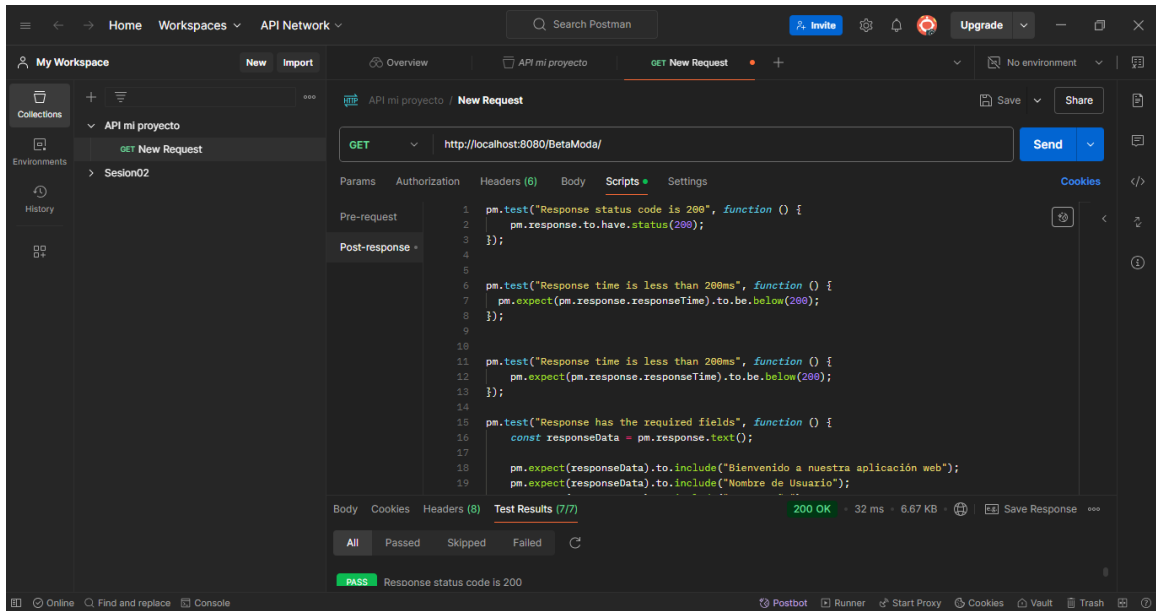 Home Workspaces API Network Search Postman Invite Upgrade
My Workspace New Import Overview API mi proyecto GET New Request No environment
Collections
Environments
History
API mi proyecto
GET New Request
Sesion02
HTTP API mi proyecto / New Request Save Share
GET http://localhost:8080/BetaModa/ Send
Params Authorization Headers (6) Body Scripts Settings Cookies
Pre-request
Post-response
1 pm.test("Response status code is 200", function () {
2 pm.response.to.have.status(200);
3 });
4
5
6 pm.test("Response time is less than 200ms", function () {
7 pm.expect(pm.response.responseTime).to.be.below(200);
8 });
9
10
11 pm.test("Response time is less than 200ms", function () {
12 pm.expect(pm.response.responseTime).to.be.below(200);
13 });
14
15 pm.test("Response has the required fields", function () {
16 const responseData = pm.response.text();
17
18 pm.expect(responseData).to.include("Bienvenido a nuestra aplicación web");
19 pm.expect(responseData).to.include("Nombre de Usuario");
Body Cookies Headers (8) Test Results (7/7) 200 OK 32 ms 6.67 KB Save Response
All Passed Skipped Failed
PASS Response status code is 200
Online Find and replace Console Postbot Runner Start Proxy Cookies Vault Trash